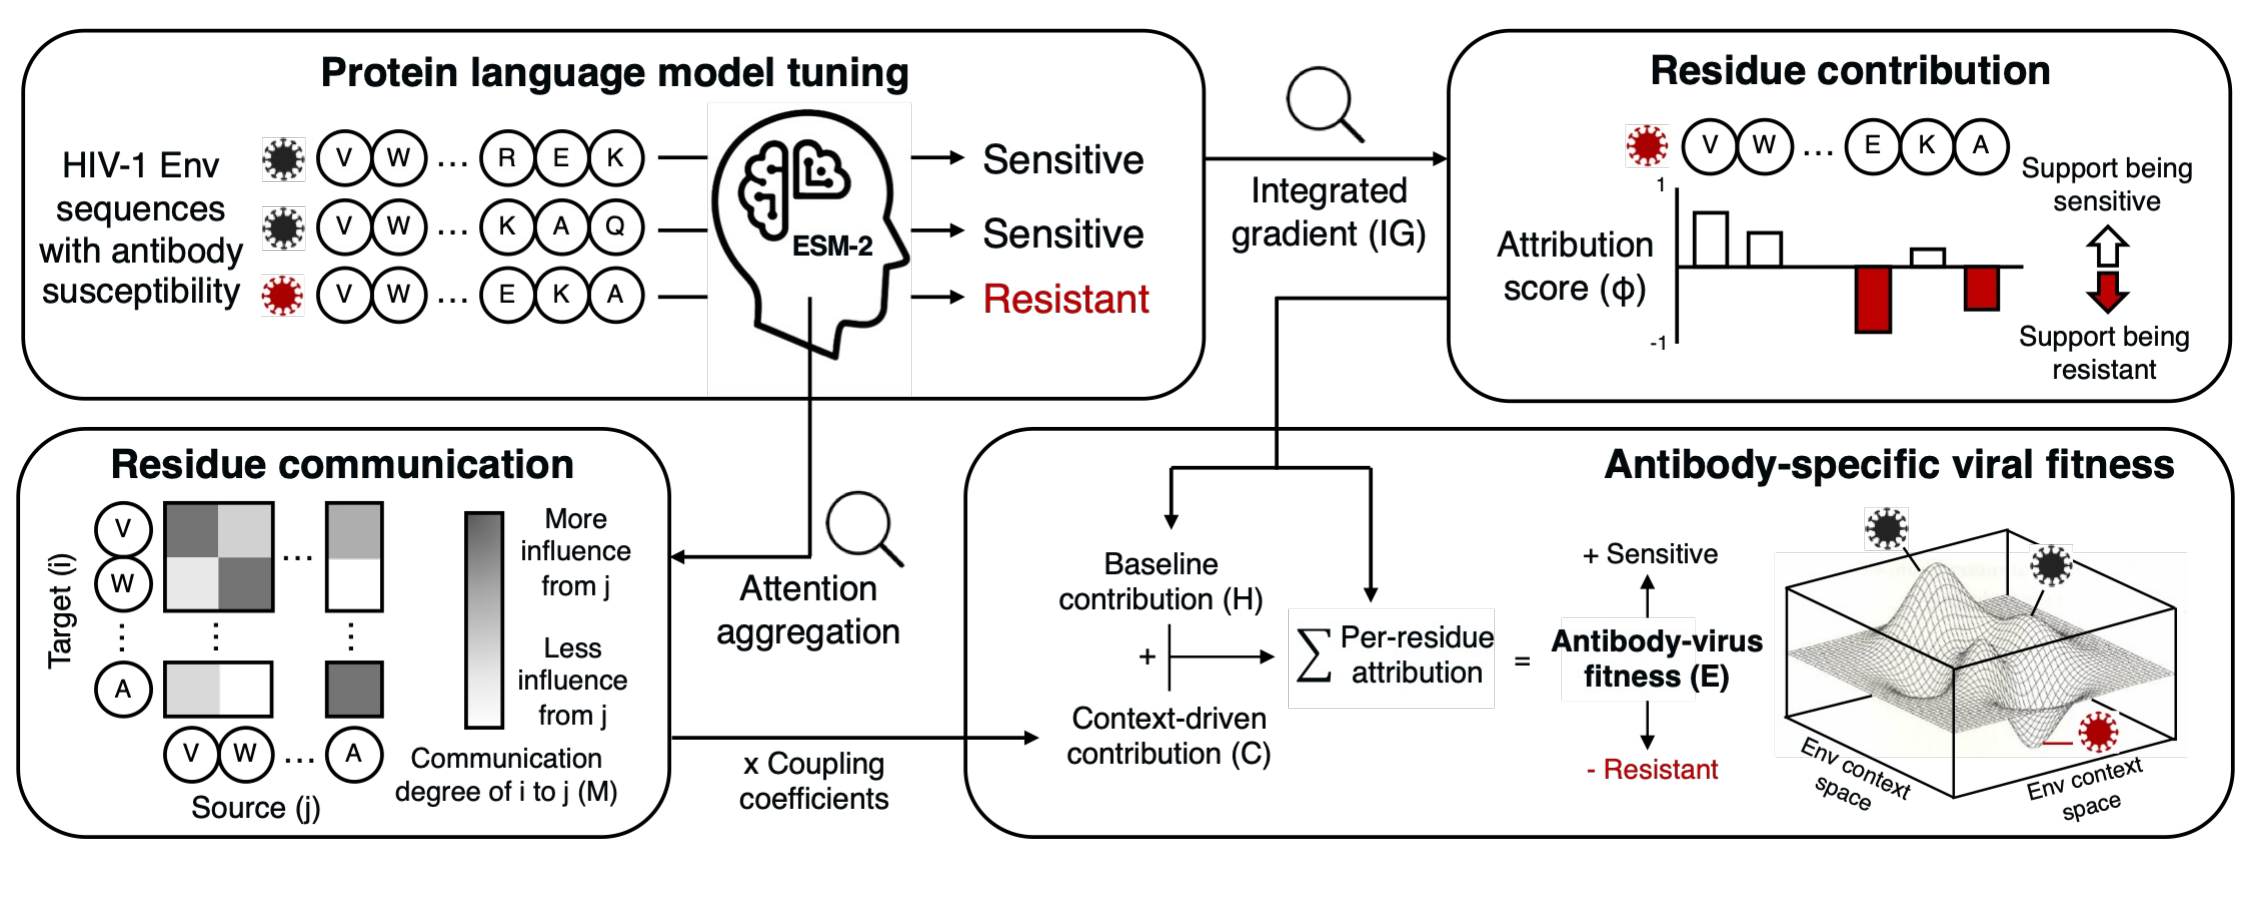 Protein language model tuning
HIV-1 Env
sequences
with antibody
susceptibility
V W ... R E K
V W ... K A Q
V W ... E K A
ESM-2
Sensitive
Sensitive
Resistant
Integrated
gradient (IG)
Residue contribution
V W ... E K A
Attribution
score (ϕ)
1
-1
Support being
sensitive
Support being
resistant
Residue communication
Target (i)
V
W
...
A
...
...
...
V W ... A
Source (j)
More
influence
from j
Less
influence
from j
Communication
degree of i to j (M)
Attention
aggregation
x Coupling
coefficients
Antibody-specific viral fitness
Baseline
contribution (H)
+
Context-driven
contribution (C)
∑ Per-residue
attribution
=
+ Sensitive
Antibody-virus
fitness (E)
- Resistant
Env context
space
Env context
space